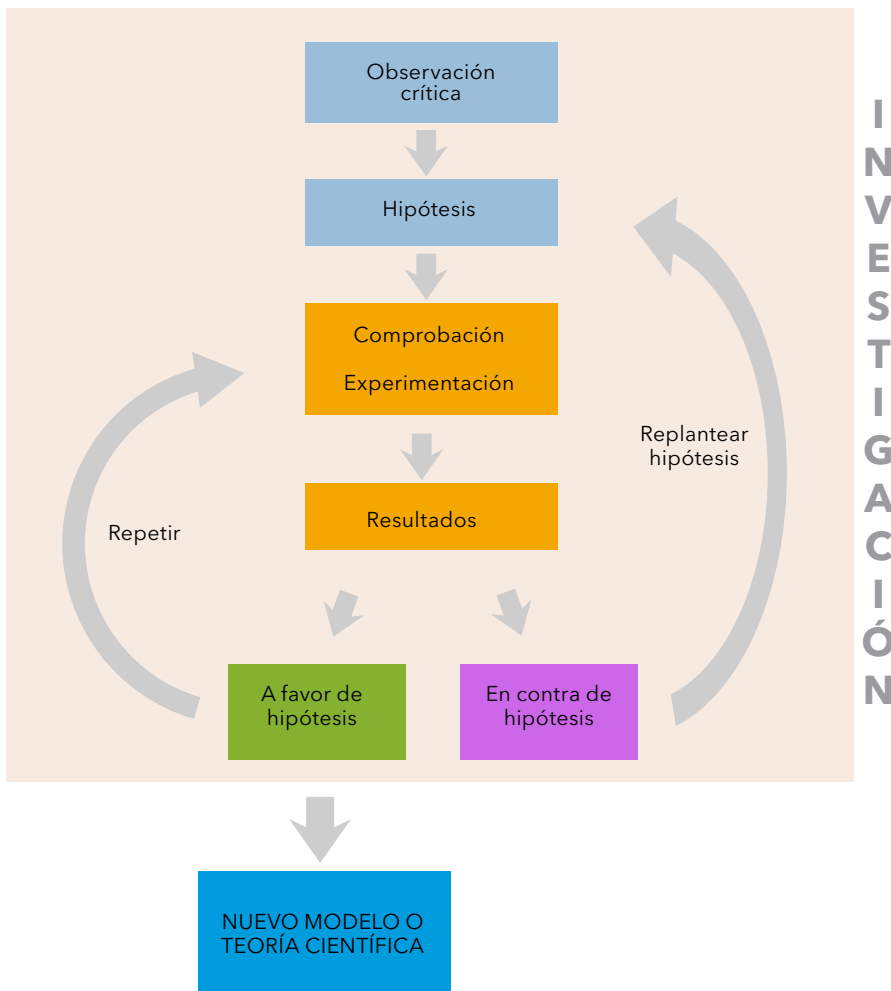 Observación
crítica
Hipótesis
Comprobación
Experimentación
Replantear
hipótesis
Resultados
Repetir
A favor de
hipótesis
En contra de
hipótesis
NUEVO MODELO O
TEORÍA CIENTÍFICA
INVESTIGACIÓN